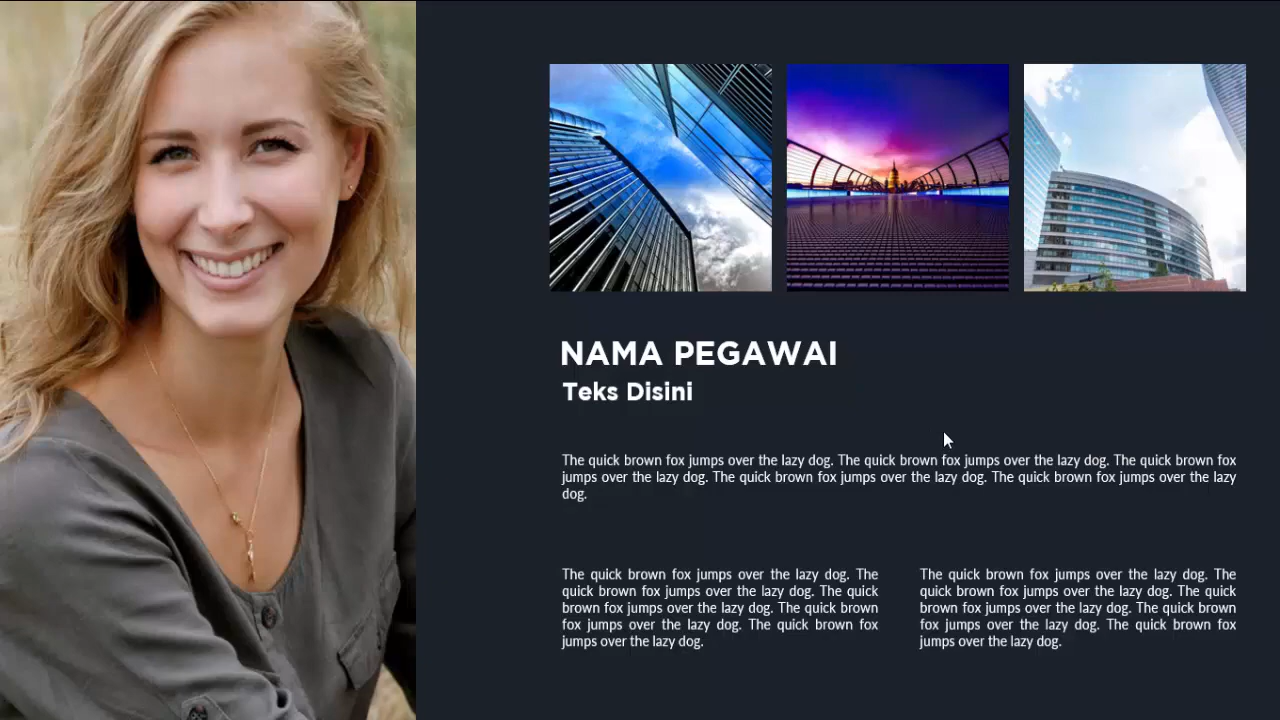 NAMA PEGAWAI
Teks Disini
The quick brown fox jumps over the lazy dog. The quick brown fox jumps over the lazy dog. The quick brown fox
jumps over the lazy dog. The quick brown fox jumps over the lazy dog. The quick brown fox jumps over the lazy
dog.
The quick brown fox jumps over the lazy dog. The
quick brown fox jumps over the lazy dog. The quick
brown fox jumps over the lazy dog. The quick brown
fox jumps over the lazy dog. The quick brown fox
jumps over the lazy dog.
The quick brown fox jumps over the lazy dog. The
quick brown fox jumps over the lazy dog. The quick
brown fox jumps over the lazy dog. The quick brown
fox jumps over the lazy dog. The quick brown fox
jumps over the lazy dog.